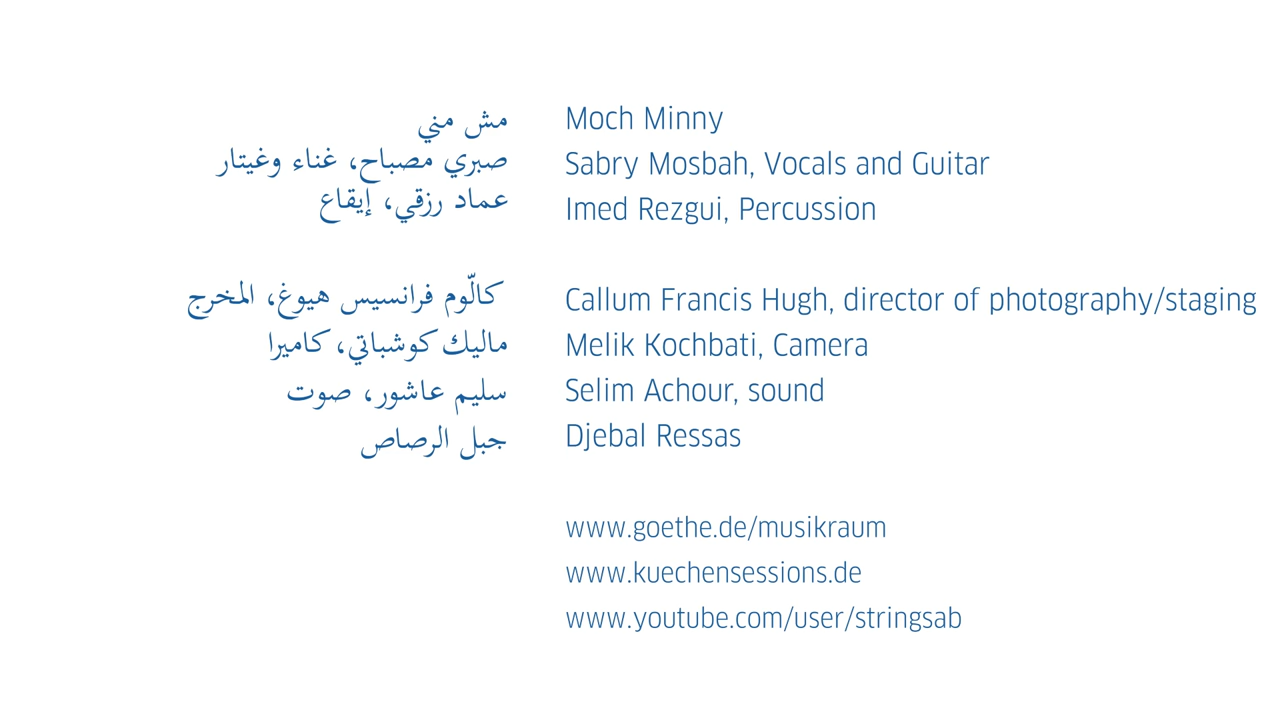 مش مني
Moch Minny
صبري مصباح، غناء وغيتار
Sabry Mosbah, Vocals and Guitar
عماد رزقي، إيقاع
Imed Rezgui, Percussion
كالّوم فرانسيس هيوغ، المخرج
Callum Francis Hugh, director of photography/staging
ماليك كوشباتي، كاميرا
Melik Kochbati, Camera
سليم عاشور، صوت
Selim Achour, sound
جبل الرصاص
Djebal Ressas
www.goethe.de/musikraum
www.kuechensessions.de
www.youtube.com/user/stringsab